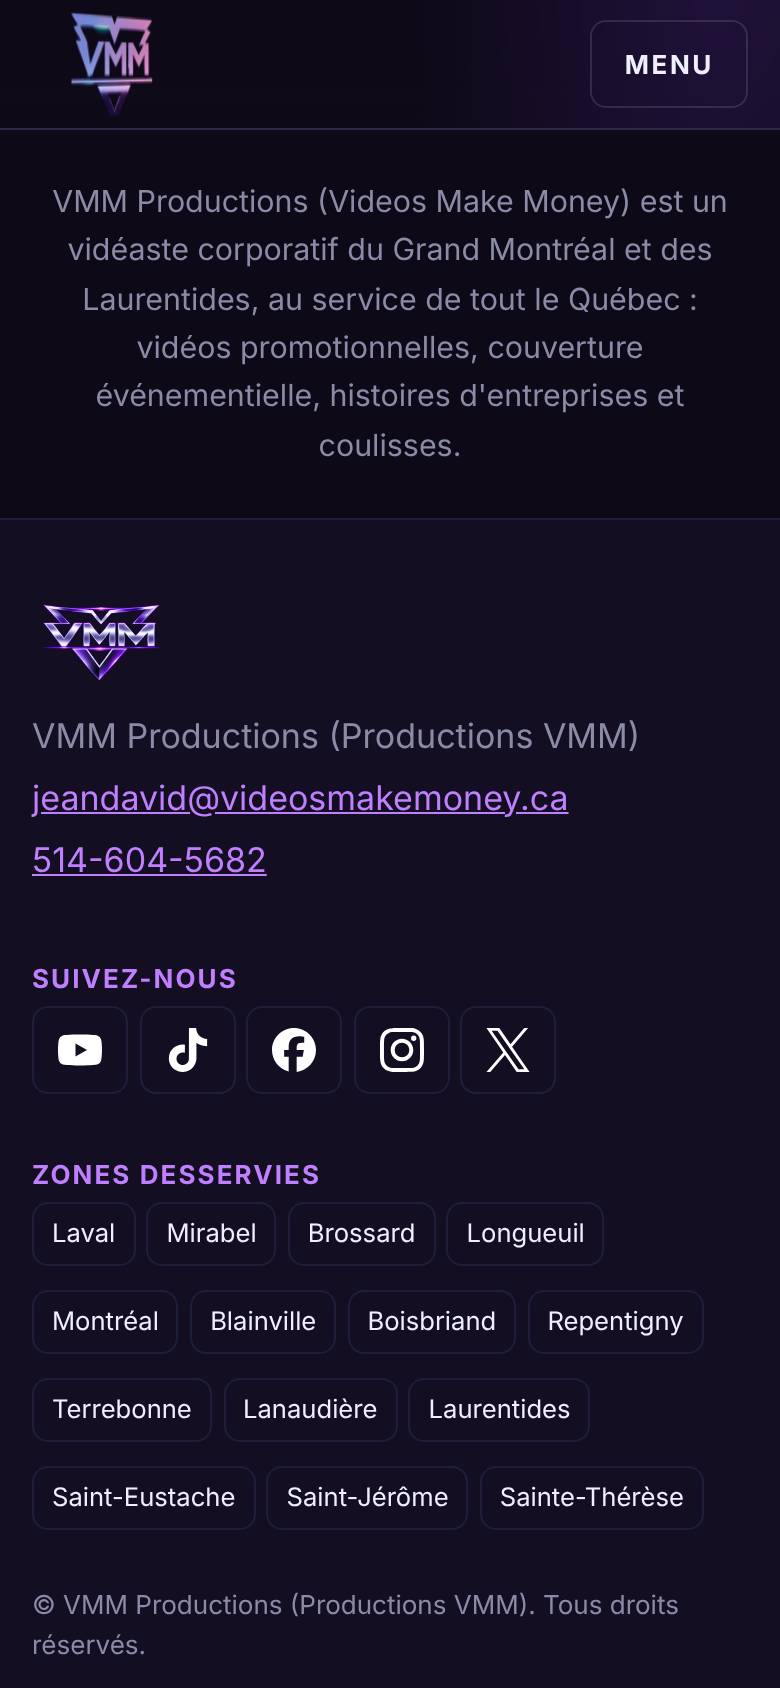 VMM
MENU
VMM Productions (Videos Make Money) est un
vidéaste corporatif du Grand Montréal et des
Laurentides, au service de tout le Québec :
vidéos promotionnelles, couverture
événementielle, histoires d'entreprises et
coulisses.
VMM
VMM Productions (Productions VMM)
jeandavid@videosmakemoney.ca
514-604-5682
SUIVEZ-NOUS
ZONES DESSERVIES
Laval Mirabel Brossard Longueuil
Montréal Blainville Boisbriand Repentigny
Terrebonne Lanaudière Laurentides
Saint-Eustache Saint-Jérôme Sainte-Thérèse
© VMM Productions (Productions VMM). Tous droits
réservés.